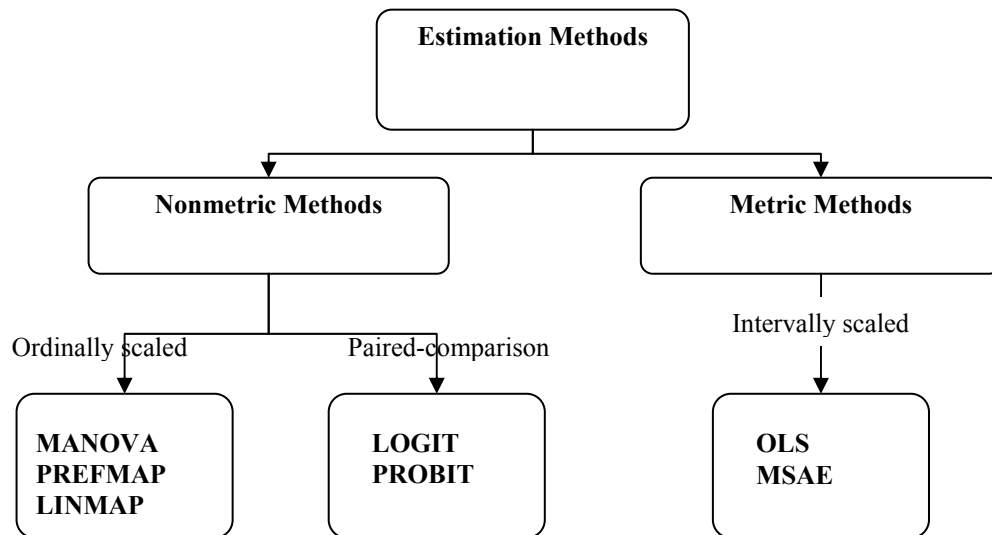 Estimation Methods
Nonmetric Methods
Metric Methods
Intervally scaled
Ordinally scaled
Paired-comparison
MANOVA
PREFMAP
LINMAP
LOGIT
PROBIT
OLS
MSAE